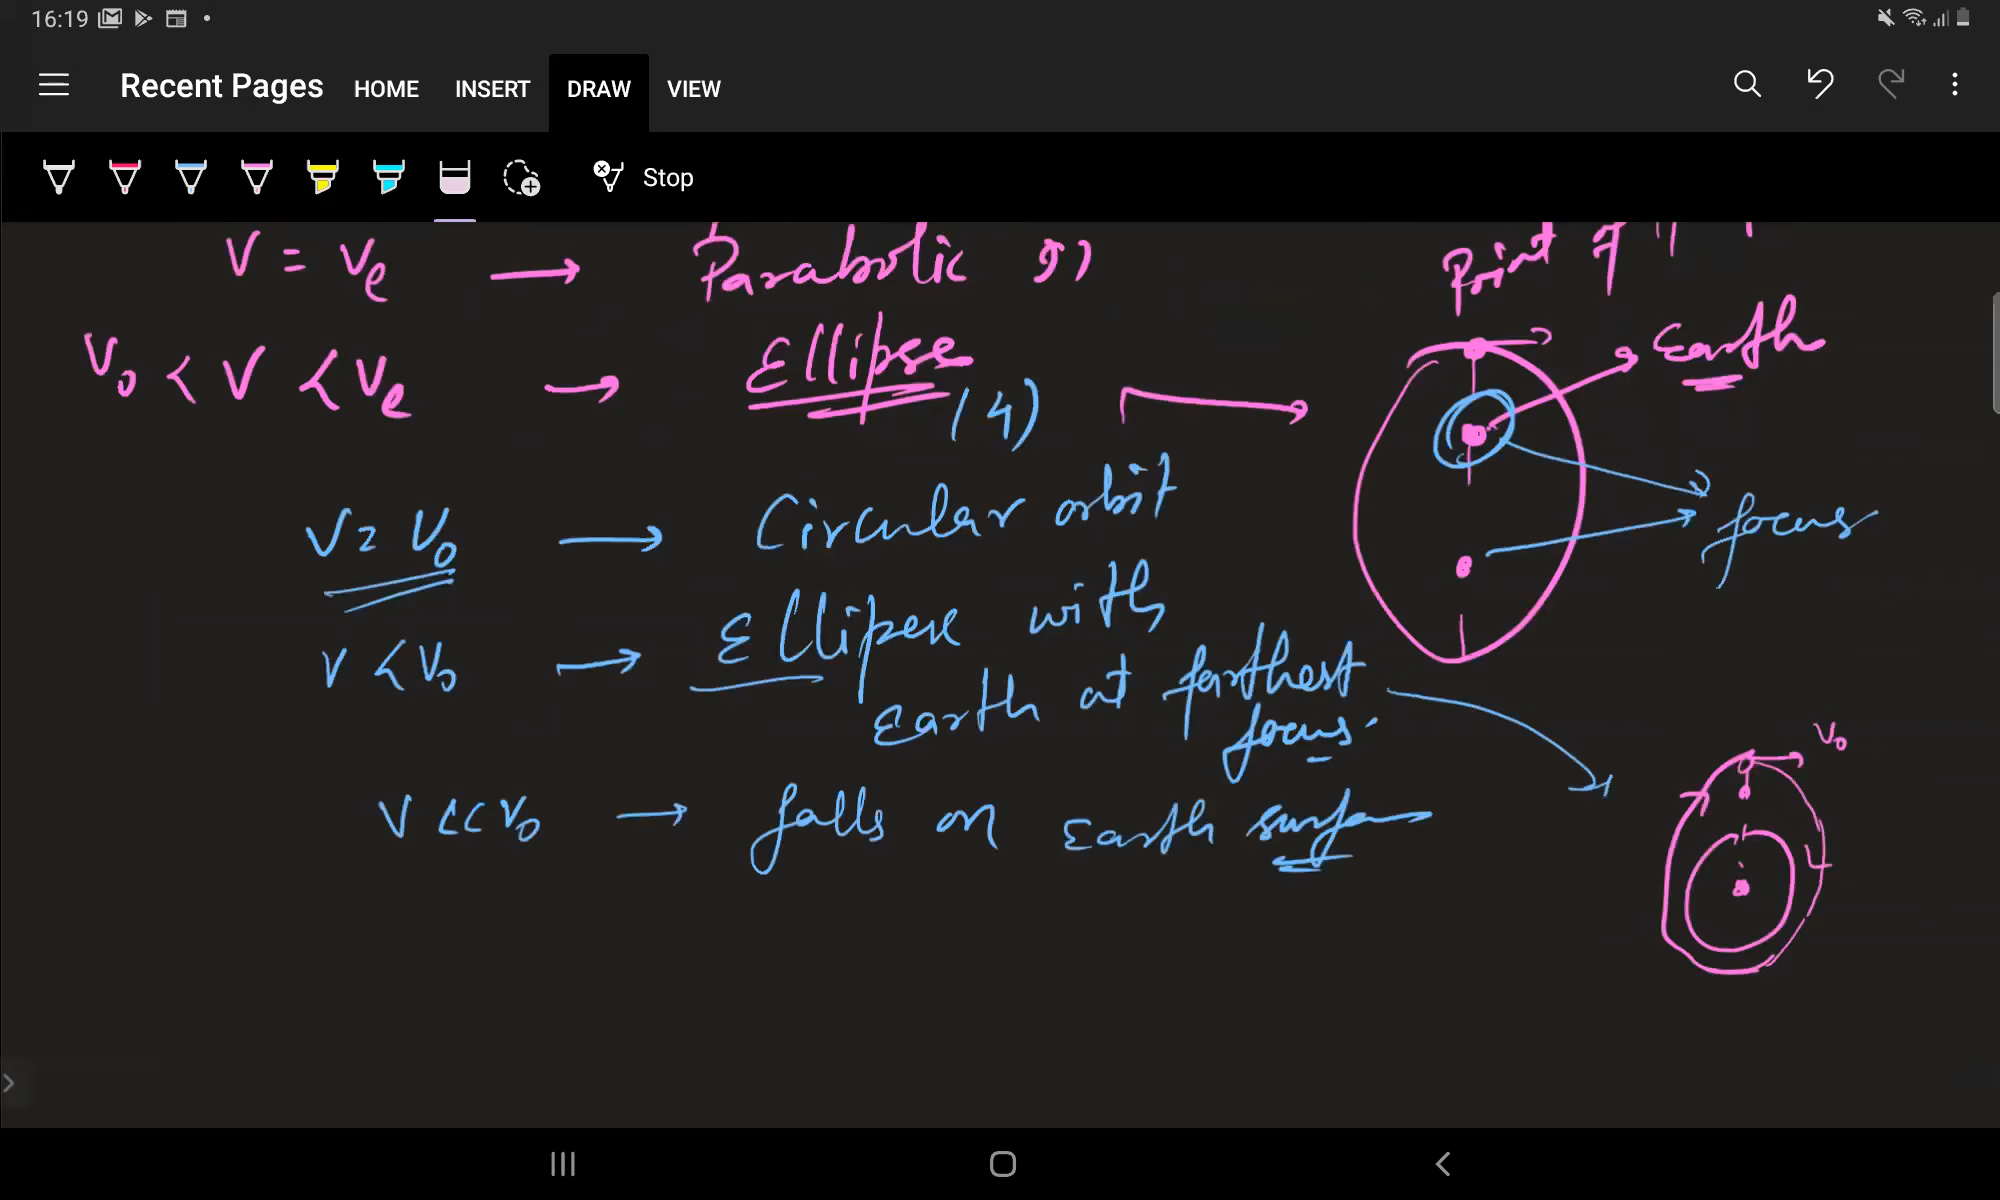 16:19
Recent Pages HOME INSERT DRAW VIEW
Stop
V = Ve → Parabolic
Point of
V₀ < V < Ve → Ellipse
(4)
Earth
focus
V = V₀ → Circular orbit
V < V₀ → Ellipse with
Earth at farthest
focus.
V << V₀ → falls on Earth surface
V₀